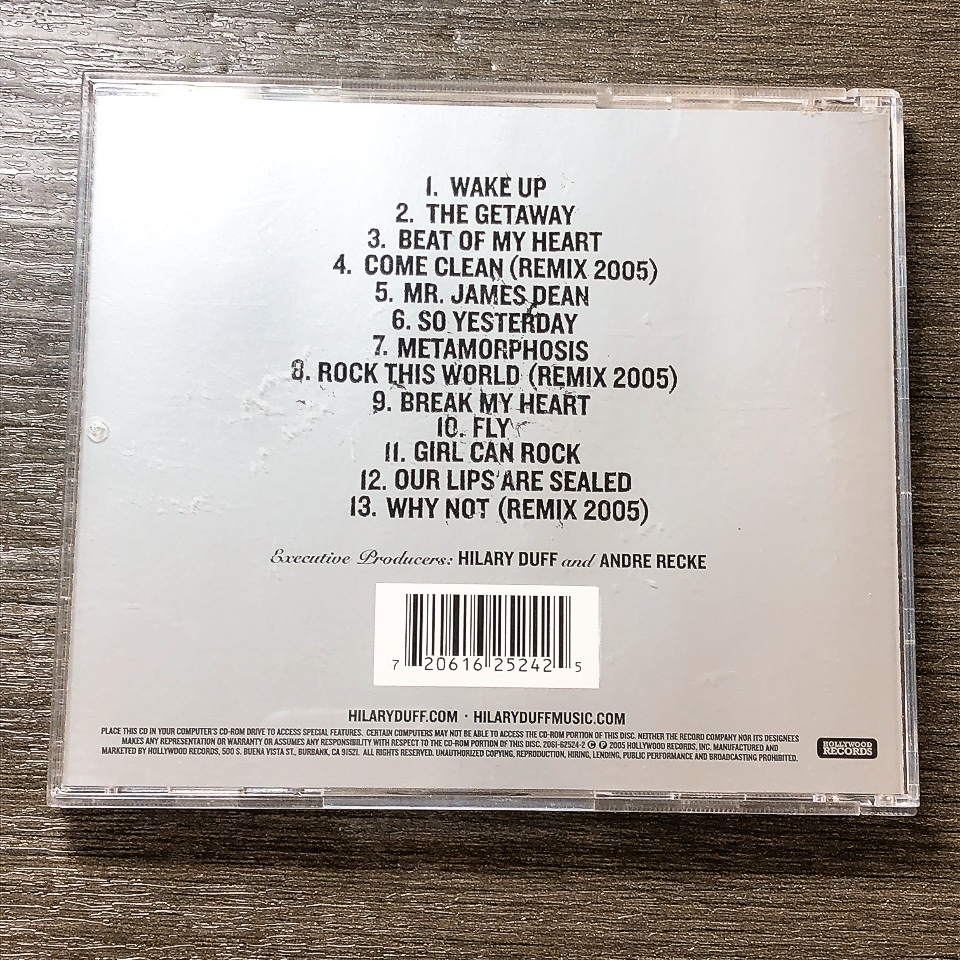 1. WAKE UP
2. THE GETAWAY
3. BEAT OF MY HEART
4. COME CLEAN (REMIX 2005)
5. MR. JAMES DEAN
6. SO YESTERDAY
7. METAMORPHOSIS
8. ROCK THIS WORLD (REMIX 2005)
9. BREAK MY HEART
10. FLY
11. GIRL CAN ROCK
12. OUR LIPS ARE SEALED
13. WHY NOT (REMIX 2005)
Executive Producers: HILARY DUFF and ANDRE RECKE
7 20616 25242 5
HILARYDUFF.COM · HILARYDUFFMUSIC.COM
PLACE THIS CD IN YOUR COMPUTER'S CD-ROM DRIVE TO ACCESS SPECIAL FEATURES. CERTAIN COMPUTERS MAY NOT BE ABLE TO ACCESS THE CD-ROM PORTION OF THIS DISC. NEITHER THE RECORD COMPANY NOR ITS DESIGNEES
MAKES ANY REPRESENTATION OR WARRANTY OR ASSUMES ANY RESPONSIBILITY WITH RESPECT TO THE CD-ROM PORTION OF THIS DISC. 2061-62524-2 © ℗ 2005 HOLLYWOOD RECORDS, INC. MANUFACTURED AND
MARKETED BY HOLLYWOOD RECORDS, 500 S. BUENA VISTA ST., BURBANK, CA 91521. ALL RIGHTS RESERVED. UNAUTHORIZED COPYING, REPRODUCTION, HIRING, LENDING, PUBLIC PERFORMANCE AND BROADCASTING PROHIBITED.
HOLLYWOOD
RECORDS